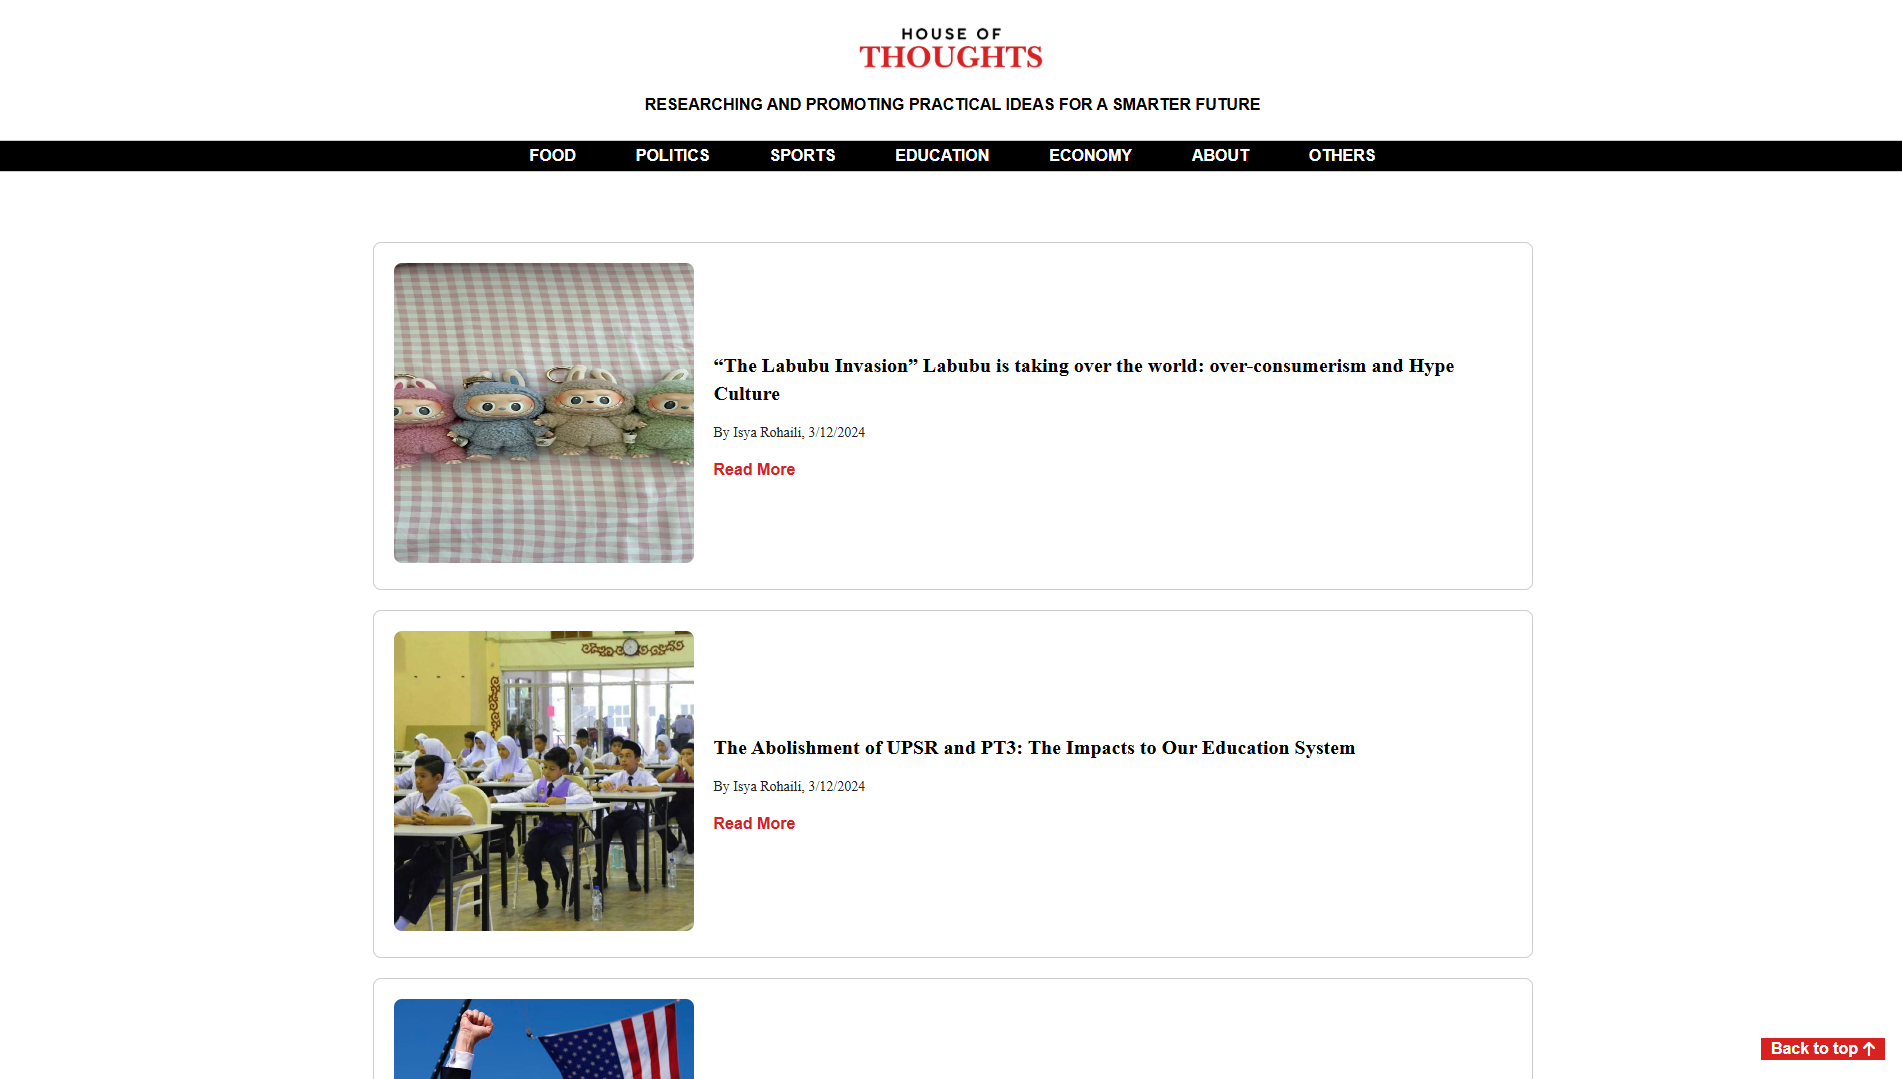 HOUSE OF
THOUGHTS
RESEARCHING AND PROMOTING PRACTICAL IDEAS FOR A SMARTER FUTURE
FOOD POLITICS SPORTS EDUCATION ECONOMY ABOUT OTHERS
“The Labubu Invasion” Labubu is taking over the world: over-consumerism and Hype
Culture
By Isya Rohaili, 3/12/2024
Read More
The Abolishment of UPSR and PT3: The Impacts to Our Education System
By Isya Rohaili, 3/12/2024
Read More
Back to top